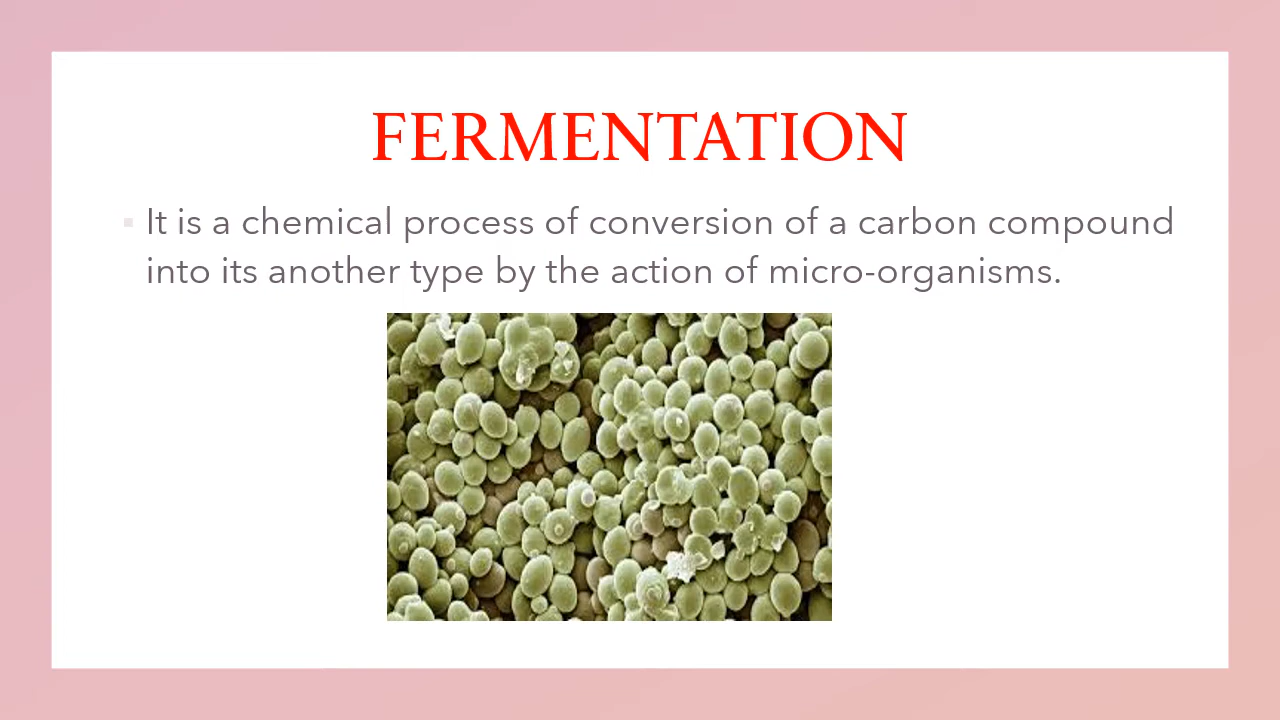 FERMENTATION
It is a chemical process of conversion of a carbon compound
into its another type by the action of micro-organisms.